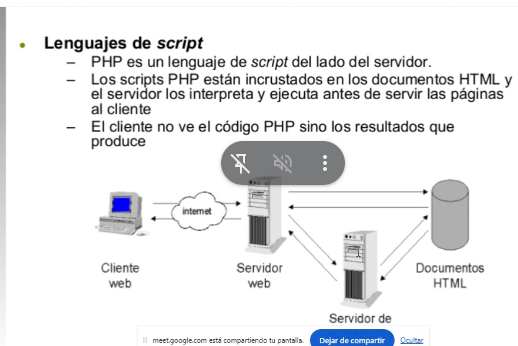 • Lenguajes de script
– PHP es un lenguaje de script del lado del servidor.
– Los scripts PHP están incrustados en los documentos HTML y
el servidor los interpreta y ejecuta antes de servir las páginas
al cliente
– El cliente no ve el código PHP sino los resultados que
produce
internet
Cliente
web
Servidor
web
Documentos
HTML
Servidor de
meet.google.com está compartiendo tu pantalla.
Dejar de compartir
Ocultar